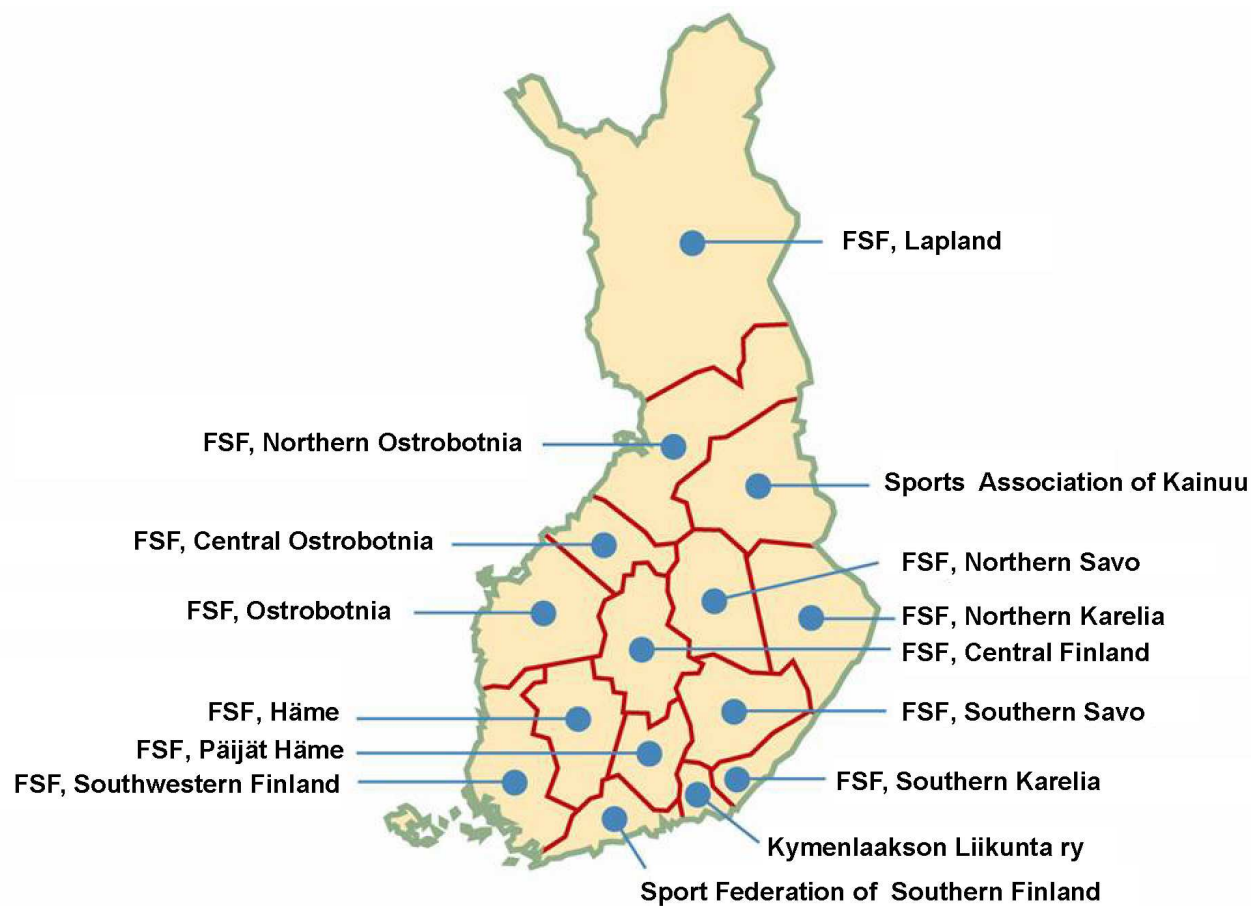 FSF, Lapland
FSF, Northern Ostrobotnia
Sports Association of Kainuu
FSF, Central Ostrobotnia
FSF, Northern Savo
FSF, Ostrobotnia
FSF, Northern Karelia
FSF, Central Finland
FSF, Häme
FSF, Southern Savo
FSF, Päijät Häme
FSF, Southwestern Finland
FSF, Southern Karelia
Kymenlaakson Liikunta ry
Sport Federation of Southern Finland